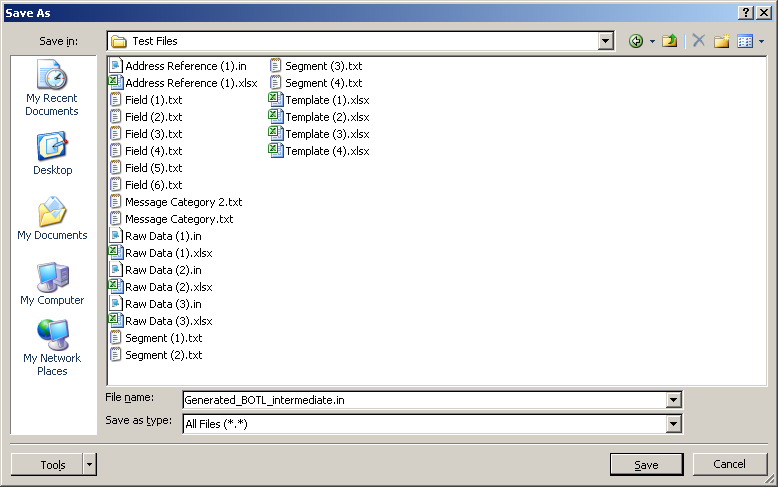 Save As
Save in:
Test Files
My Recent
Documents
Desktop
My Documents
My Computer
My Network
Places
Address Reference (1).in
Address Reference (1).xlsx
Field (1).txt
Field (2).txt
Field (3).txt
Field (4).txt
Field (5).txt
Field (6).txt
Message Category 2.txt
Message Category.txt
Raw Data (1).in
Raw Data (1).xlsx
Raw Data (2).in
Raw Data (2).xlsx
Raw Data (3).in
Raw Data (3).xlsx
Segment (1).txt
Segment (2).txt
Segment (3).txt
Segment (4).txt
Template (1).xlsx
Template (2).xlsx
Template (3).xlsx
Template (4).xlsx
File name:
Generated_BOTL_intermediate.in
Save as type:
All Files (*.*)
Tools
Save
Cancel